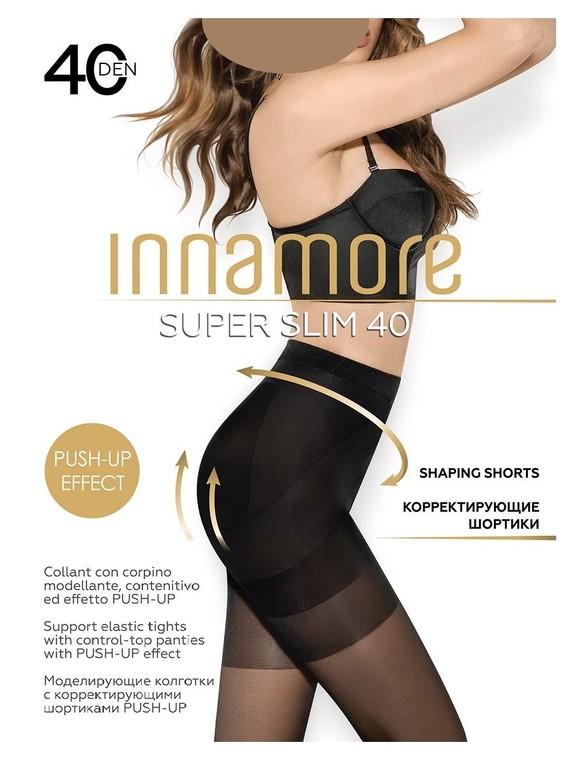 40 DEN
innamore
SUPER SLIM 40
PUSH-UP
EFFECT
SHAPING SHORTS
КОРРЕКТИРУЮЩИЕ
ШОРТИКИ
Collant con corpino
modellante, contenitivo
ed effetto PUSH-UP
Support elastic tights
with control-top panties
with PUSH-UP effect
Моделирующие колготки
с корректирующими
шортиками PUSH-UP